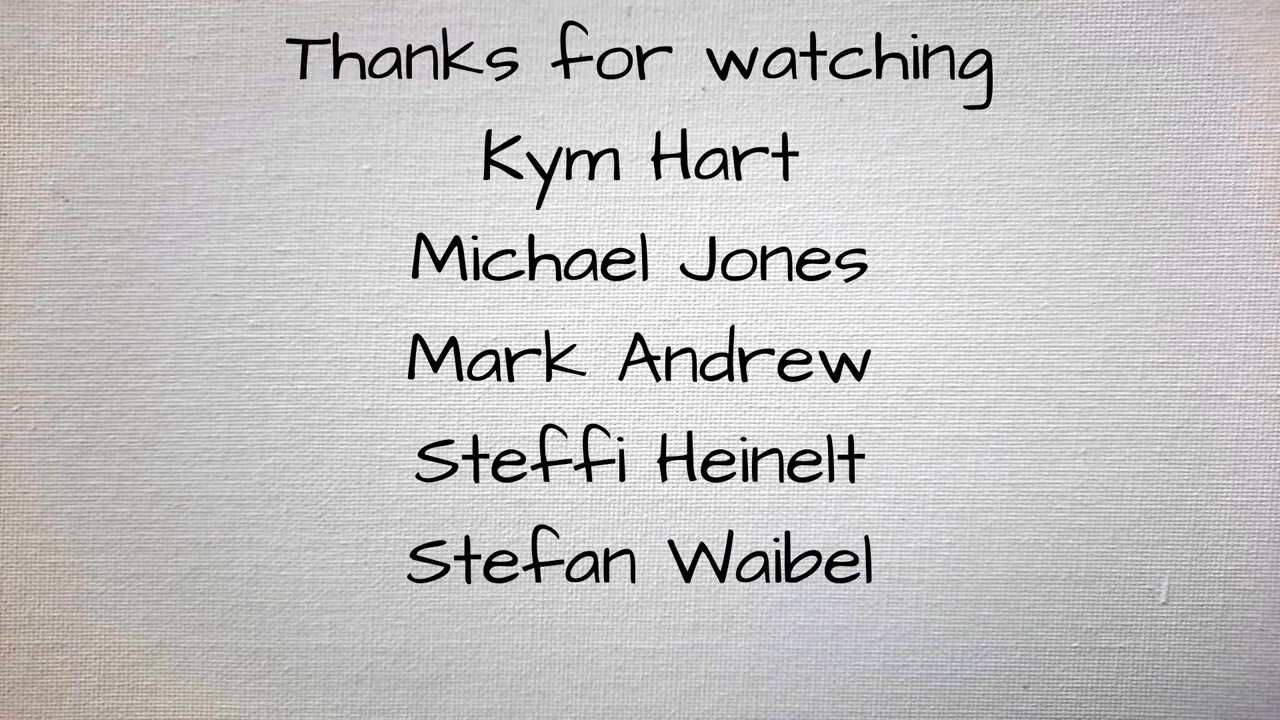 Thanks for watching
Kym Hart
Michael Jones
Mark Andrew
Steffi Heinelt
Stefan Waibel